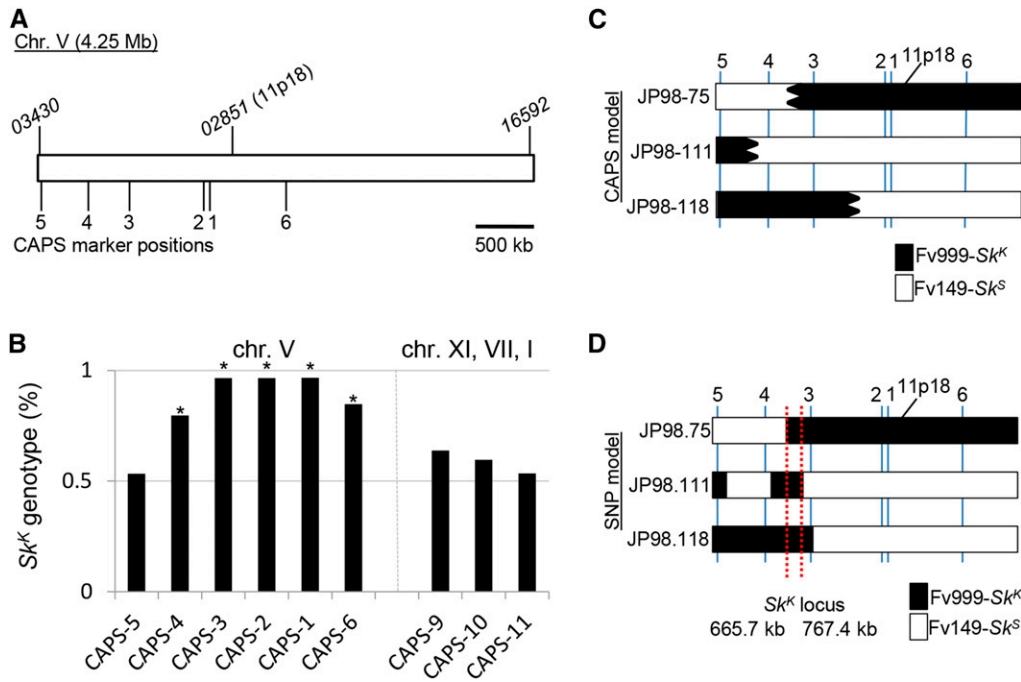 A
Chr. V (4.25 Mb)
03430
02851 (11p18)
16592
5 4 3 2 1 6
CAPS marker positions
500 kb
B
chr. V
chr. XI, VII, I
Sk^K genotype (%)
1
0.5
0
* * * * *
CAPS-5
CAPS-4
CAPS-3
CAPS-2
CAPS-1
CAPS-6
CAPS-9
CAPS-10
CAPS-11
C
5 4 3 2 1 11p18 6
CAPS model
JP98-75
JP98-111
JP98-118
Fv999-Sk^K
Fv149-Sk^S
D
5 4 3 2 1 11p18 6
SNP model
JP98.75
JP98.111
JP98.118
Sk^K locus
665.7 kb 767.4 kb
Fv999-Sk^K
Fv149-Sk^S